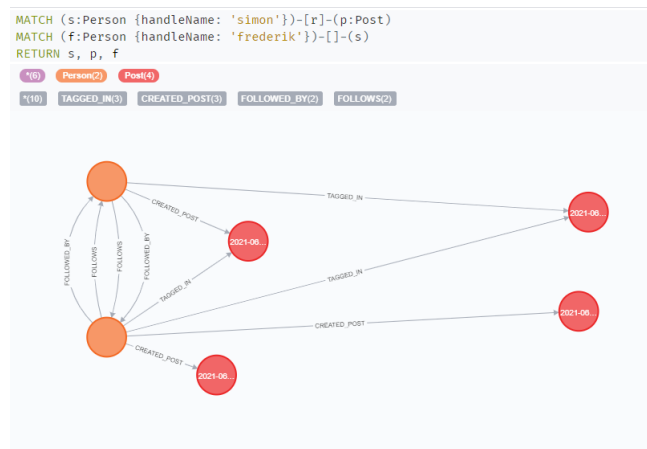 MATCH (s:Person {handleName: 'simon'})-[r]-(p:Post)
MATCH (f:Person {handleName: 'frederik'})-[]-(s)
RETURN s, p, f
*(6) Person(2) Post(4)
*(10) TAGGED_IN(3) CREATED_POST(3) FOLLOWED_BY(2) FOLLOWS(2)
TAGGED_IN
CREATED_POST
2021-06...
2021-06...
FOLLOWED_BY
FOLLOWS
FOLLOWS
FOLLOWED_BY
TAGGED_IN
TAGGED_IN
2021-06...
CREATED_POST
CREATED_POST
2021-06...